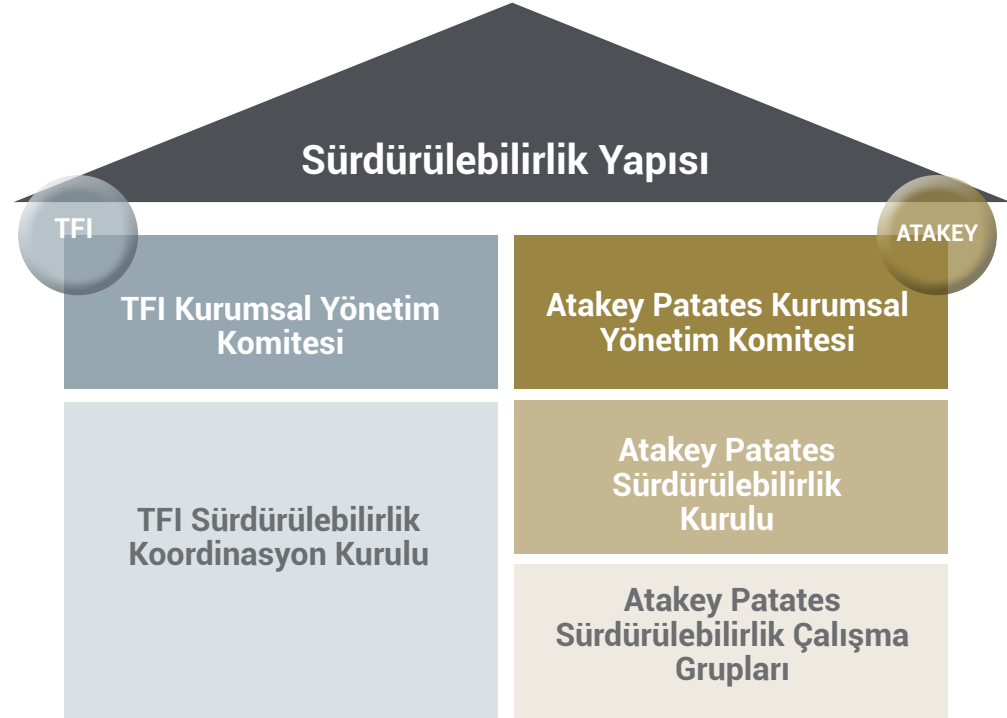 Sürdürülebilirlik Yapısı
TFI
TFI Kurumsal Yönetim
Komitesi
TFI Sürdürülebilirlik
Koordinasyon Kurulu
ATAKEY
Atakey Patates Kurumsal
Yönetim Komitesi
Atakey Patates
Sürdürülebilirlik
Kurulu
Atakey Patates
Sürdürülebilirlik Çalışma
Grupları